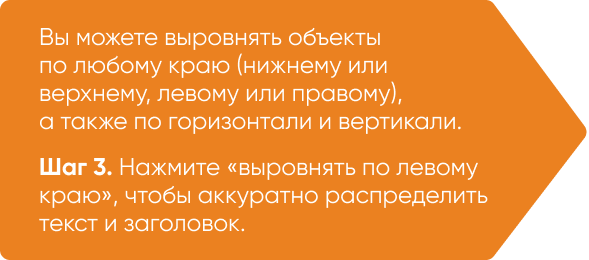 Вы можете выровнять объекты
по любому краю (нижнему или
верхнему, левому или правому),
а также по горизонтали и вертикали.
Шаг 3. Нажмите «выровнять по левому
краю», чтобы аккуратно распределить
текст и заголовок.